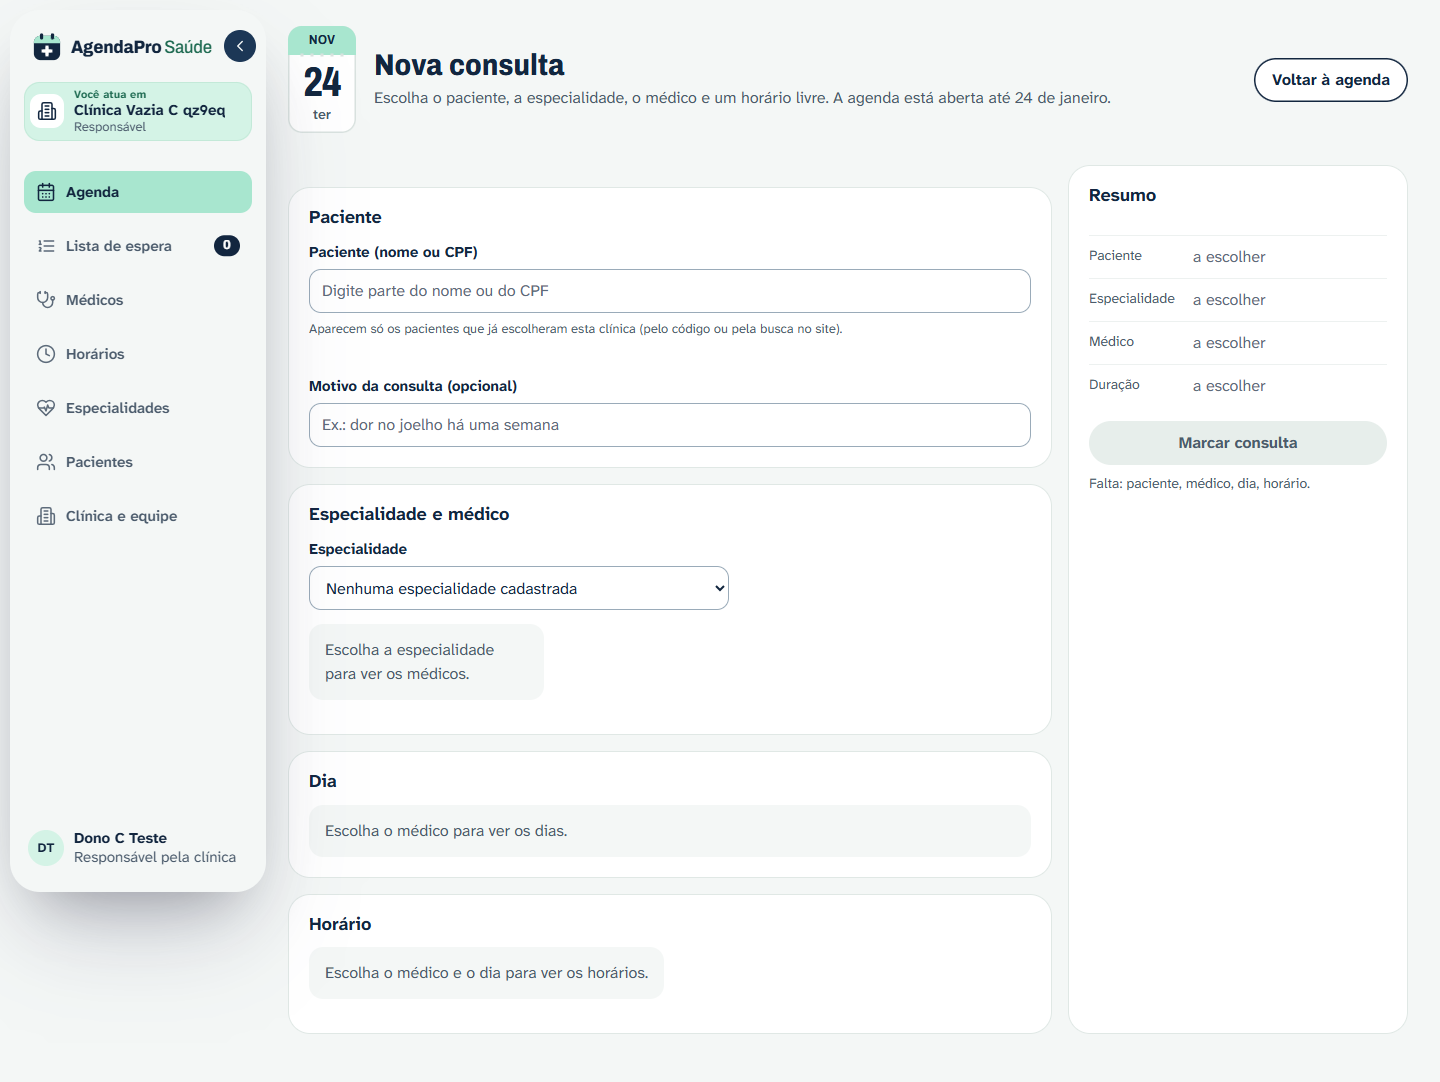 AgendaPro Saúde
Você atua em
Clínica Vazia C qz9eq
Responsável
Agenda
Lista de espera 0
Médicos
Horários
Especialidades
Pacientes
Clínica e equipe
DT
Dono C Teste
Responsável pela clínica
NOV
24
ter
Nova consulta
Escolha o paciente, a especialidade, o médico e um horário livre. A agenda está aberta até 24 de janeiro.
Voltar à agenda
Paciente
Paciente (nome ou CPF)
Digite parte do nome ou do CPF
Aparecem só os pacientes que já escolheram esta clínica (pelo código ou pela busca no site).
Motivo da consulta (opcional)
Ex.: dor no joelho há uma semana
Especialidade e médico
Especialidade
Nenhuma especialidade cadastrada
Escolha a especialidade
para ver os médicos.
Dia
Escolha o médico para ver os dias.
Horário
Escolha o médico e o dia para ver os horários.
Resumo
Paciente a escolher
Especialidade a escolher
Médico a escolher
Duração a escolher
Marcar consulta
Falta: paciente, médico, dia, horário.